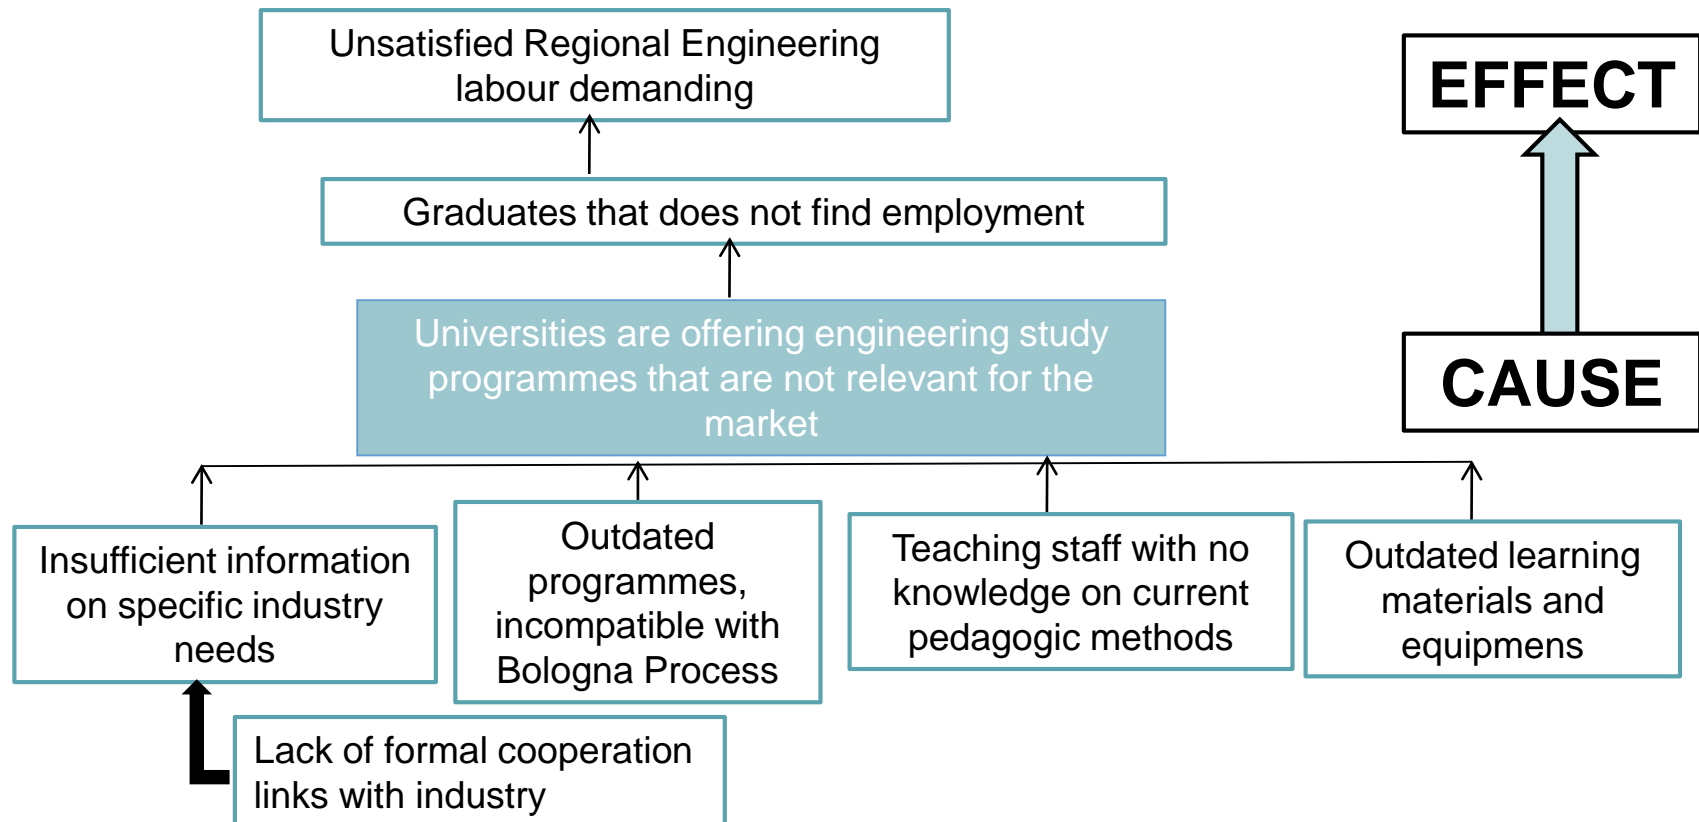 Unsatisfied Regional Engineering
labour demanding
EFFECT
Graduates that does not find employment
Universities are offering engineering study
programmes that are not relevant for the
market
CAUSE
Insufficient information
on specific industry
needs
Outdated
programmes,
incompatible with
Bologna Process
Teaching staff with no
knowledge on current
pedagogic methods
Outdated learning
materials and
equipmens
Lack of formal cooperation
links with industry